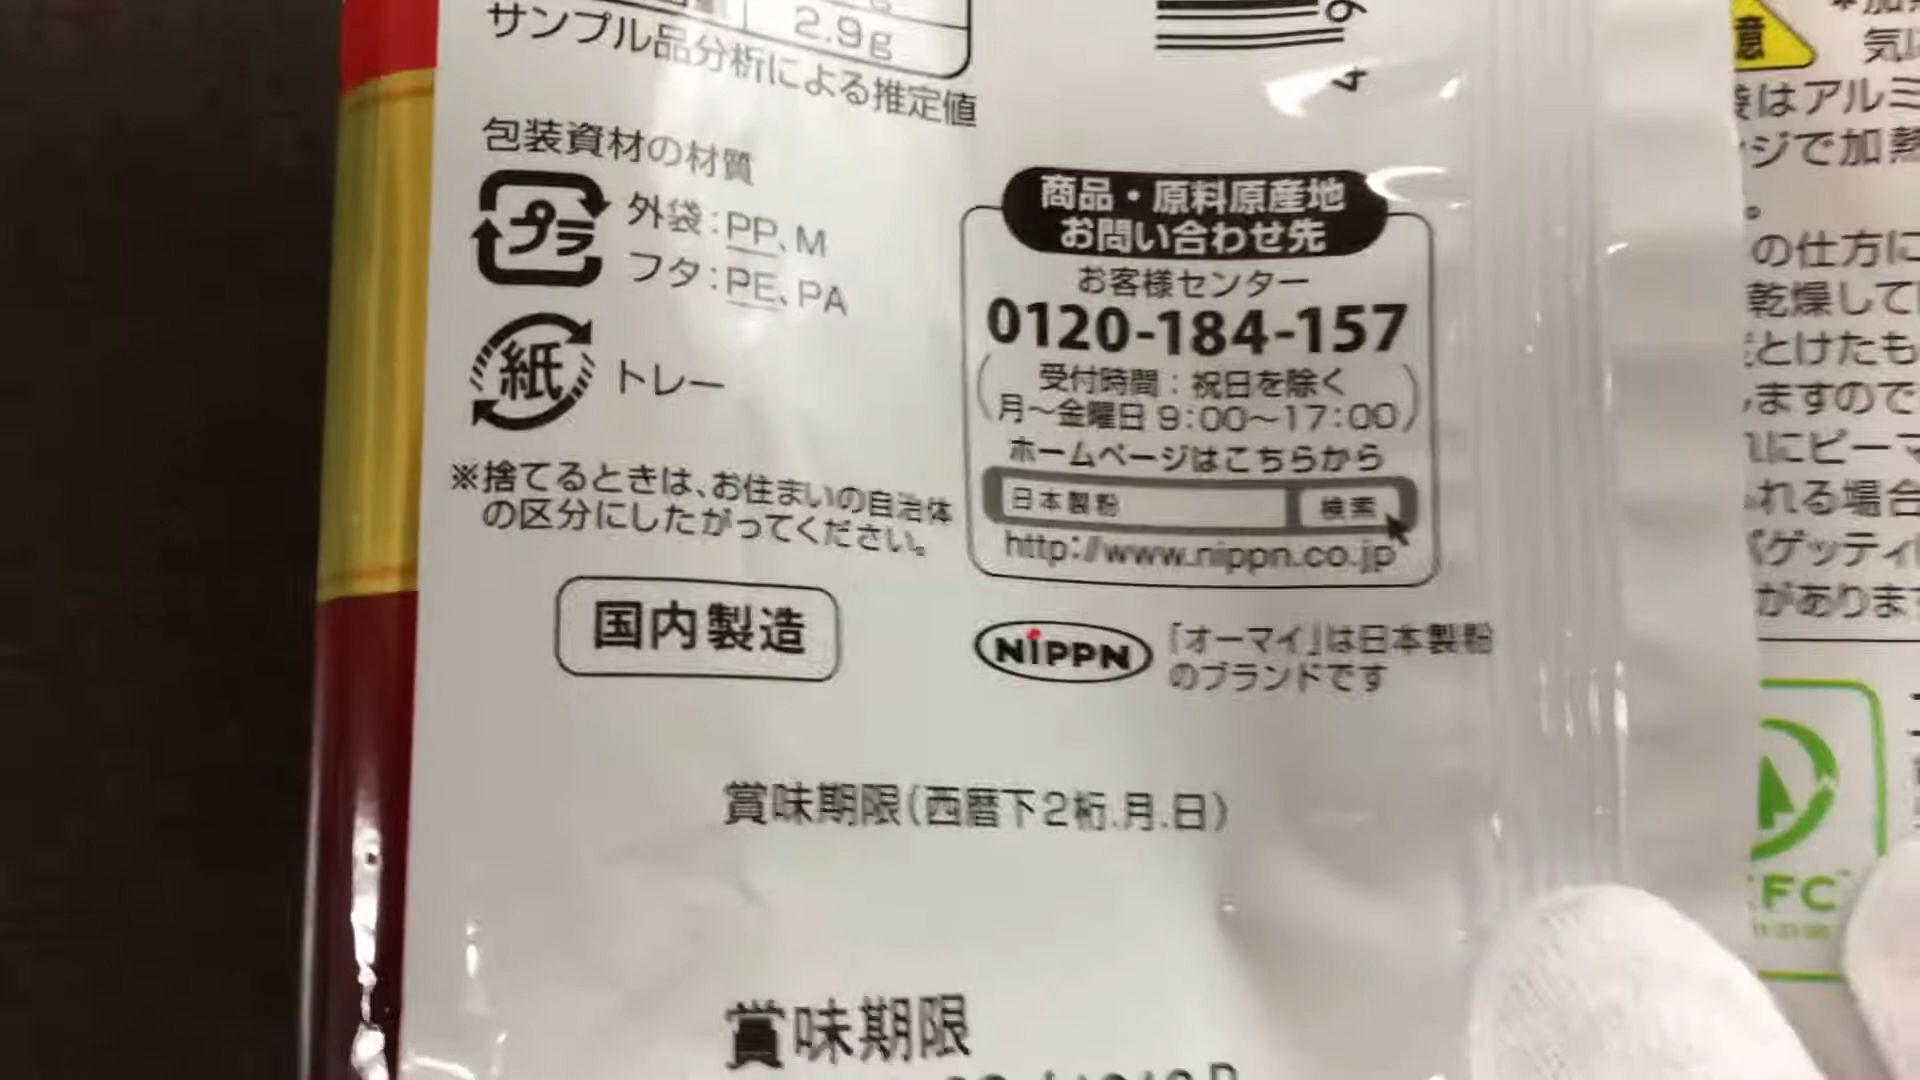 2.9g
サンプル品分析による推定値
包装資材の材質
プラ
外袋：PP、M
フタ：PE、PA
紙
トレー
※捨てるときは、お住まいの自治体
の区分にしたがってください。
国内製造
4
商品・原料原産地
お問い合わせ先
お客様センター
0120-184-157
受付時間：祝日を除く
月～金曜日 9:00～17:00
ホームページはこちらから
日本製粉 検索
http://www.nippn.co.jp
NIPPN
「オーマイ」は日本製粉
のブランドです
賞味期限(西暦下2桁.月.日)
賞味期限
意
気
はアルミ
ジで加熱
の仕方に
乾燥して
とけたも
ますので
にピーマ
れる場合
ゲッティ
がありま
FC